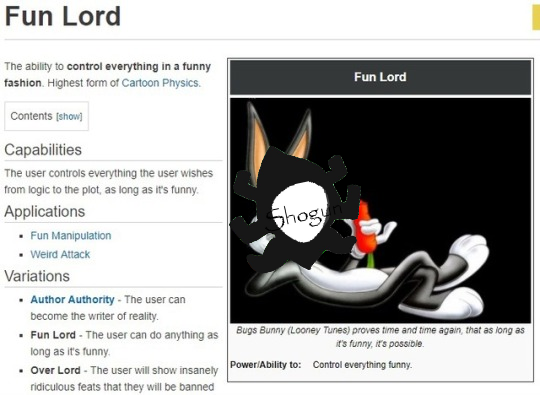 Fun Lord
The ability to control everything in a funny
fashion. Highest form of Cartoon Physics.
Contents [show]
Capabilities
The user controls everything the user wishes
from logic to the plot, as long as it's funny.
Applications
Fun Manipulation
Weird Attack
Variations
Author Authority - The user can
become the writer of reality.
Fun Lord - The user can do anything as
long as it's funny.
Over Lord - The user will show insanely
ridiculous feats that they will be banned
Fun Lord
Shogun
Bugs Bunny (Looney Tunes) proves time and time again, that as long as
it's funny, it's possible.
Power/Ability to: Control everything funny.